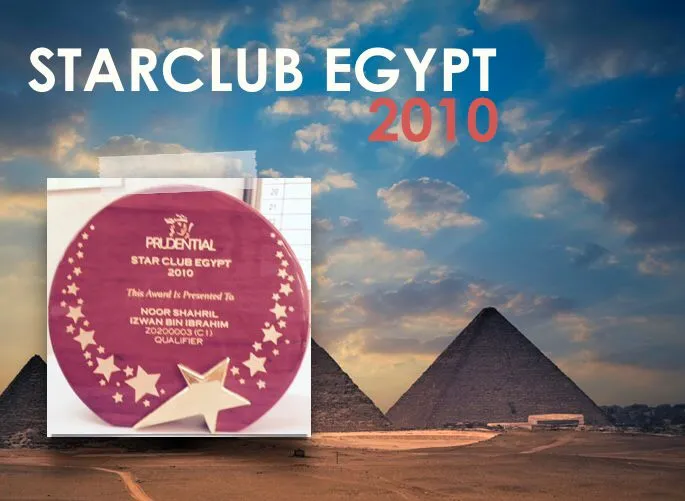 STARCLUB EGYPT
2010
PRUDENTIAL
STAR CLUB EGYPT
2010
This Award Is Presented To
NOOR SHAHRIL
IZWAN BIN IBRAHIM
Z0200003 (C1)
QUALIFIER